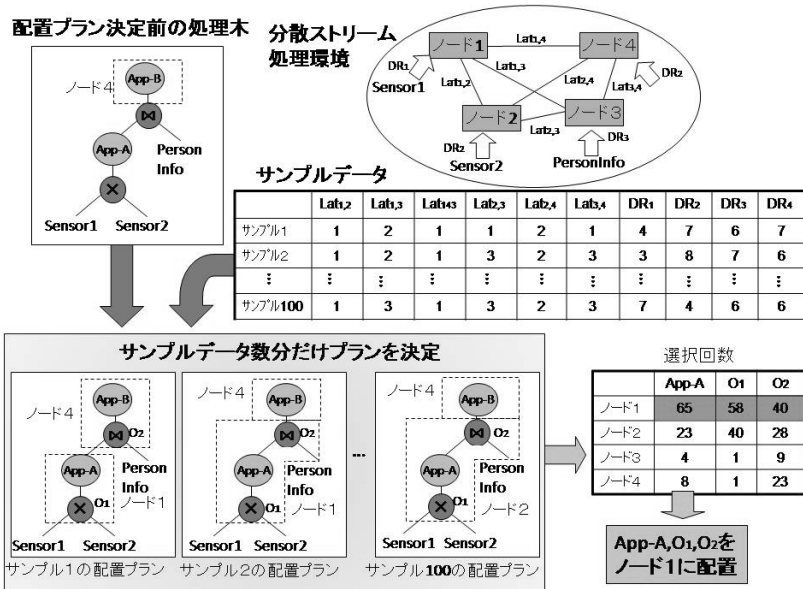 配置プラン決定前の処理木
ノード4
App-B
⋈
App-A
Person
Info
×
Sensor1 Sensor2
分散ストリーム
処理環境
ノード1
Lat1,4
ノード4
DR1
Sensor1
Lat1,2
Lat1,3
Lat2,4
Lat3,4
DR2
ノード2
Lat2,3
ノード3
DR2
Sensor2
DR3
PersonInfo
サンプルデータ
Lat1,2 Lat1,3 Lat143 Lat2,3 Lat2,4 Lat3,4 DR1 DR2 DR3 DR4
サンプル1 1 2 1 1 2 1 4 7 6 7
サンプル2 1 2 1 3 2 3 3 8 7 6
⋮ ⋮ ⋮ ⋮ ⋮ ⋮ ⋮ ⋮ ⋮ ⋮ ⋮
サンプル100 1 3 1 3 2 3 7 4 6 6
サンプルデータ数分だけプランを決定
ノード4
App-B
⋈ O2
App-A
Person
Info
× O1
ノード1
Sensor1 Sensor2
サンプル1の配置プラン
ノード4
App-B
⋈ O2
App-A
Person
Info
× O1
ノード1
Sensor1 Sensor2
サンプル2の配置プラン
...
ノード4
App-B
⋈ O2
App-A
Person
Info
× O1
ノード2
Sensor1 Sensor2
サンプル100の配置プラン
選択回数
App-A O1 O2
ノード1 65 58 40
ノード2 23 40 28
ノード3 4 1 9
ノード4 8 1 23
App-A,O1,O2を
ノード1に配置